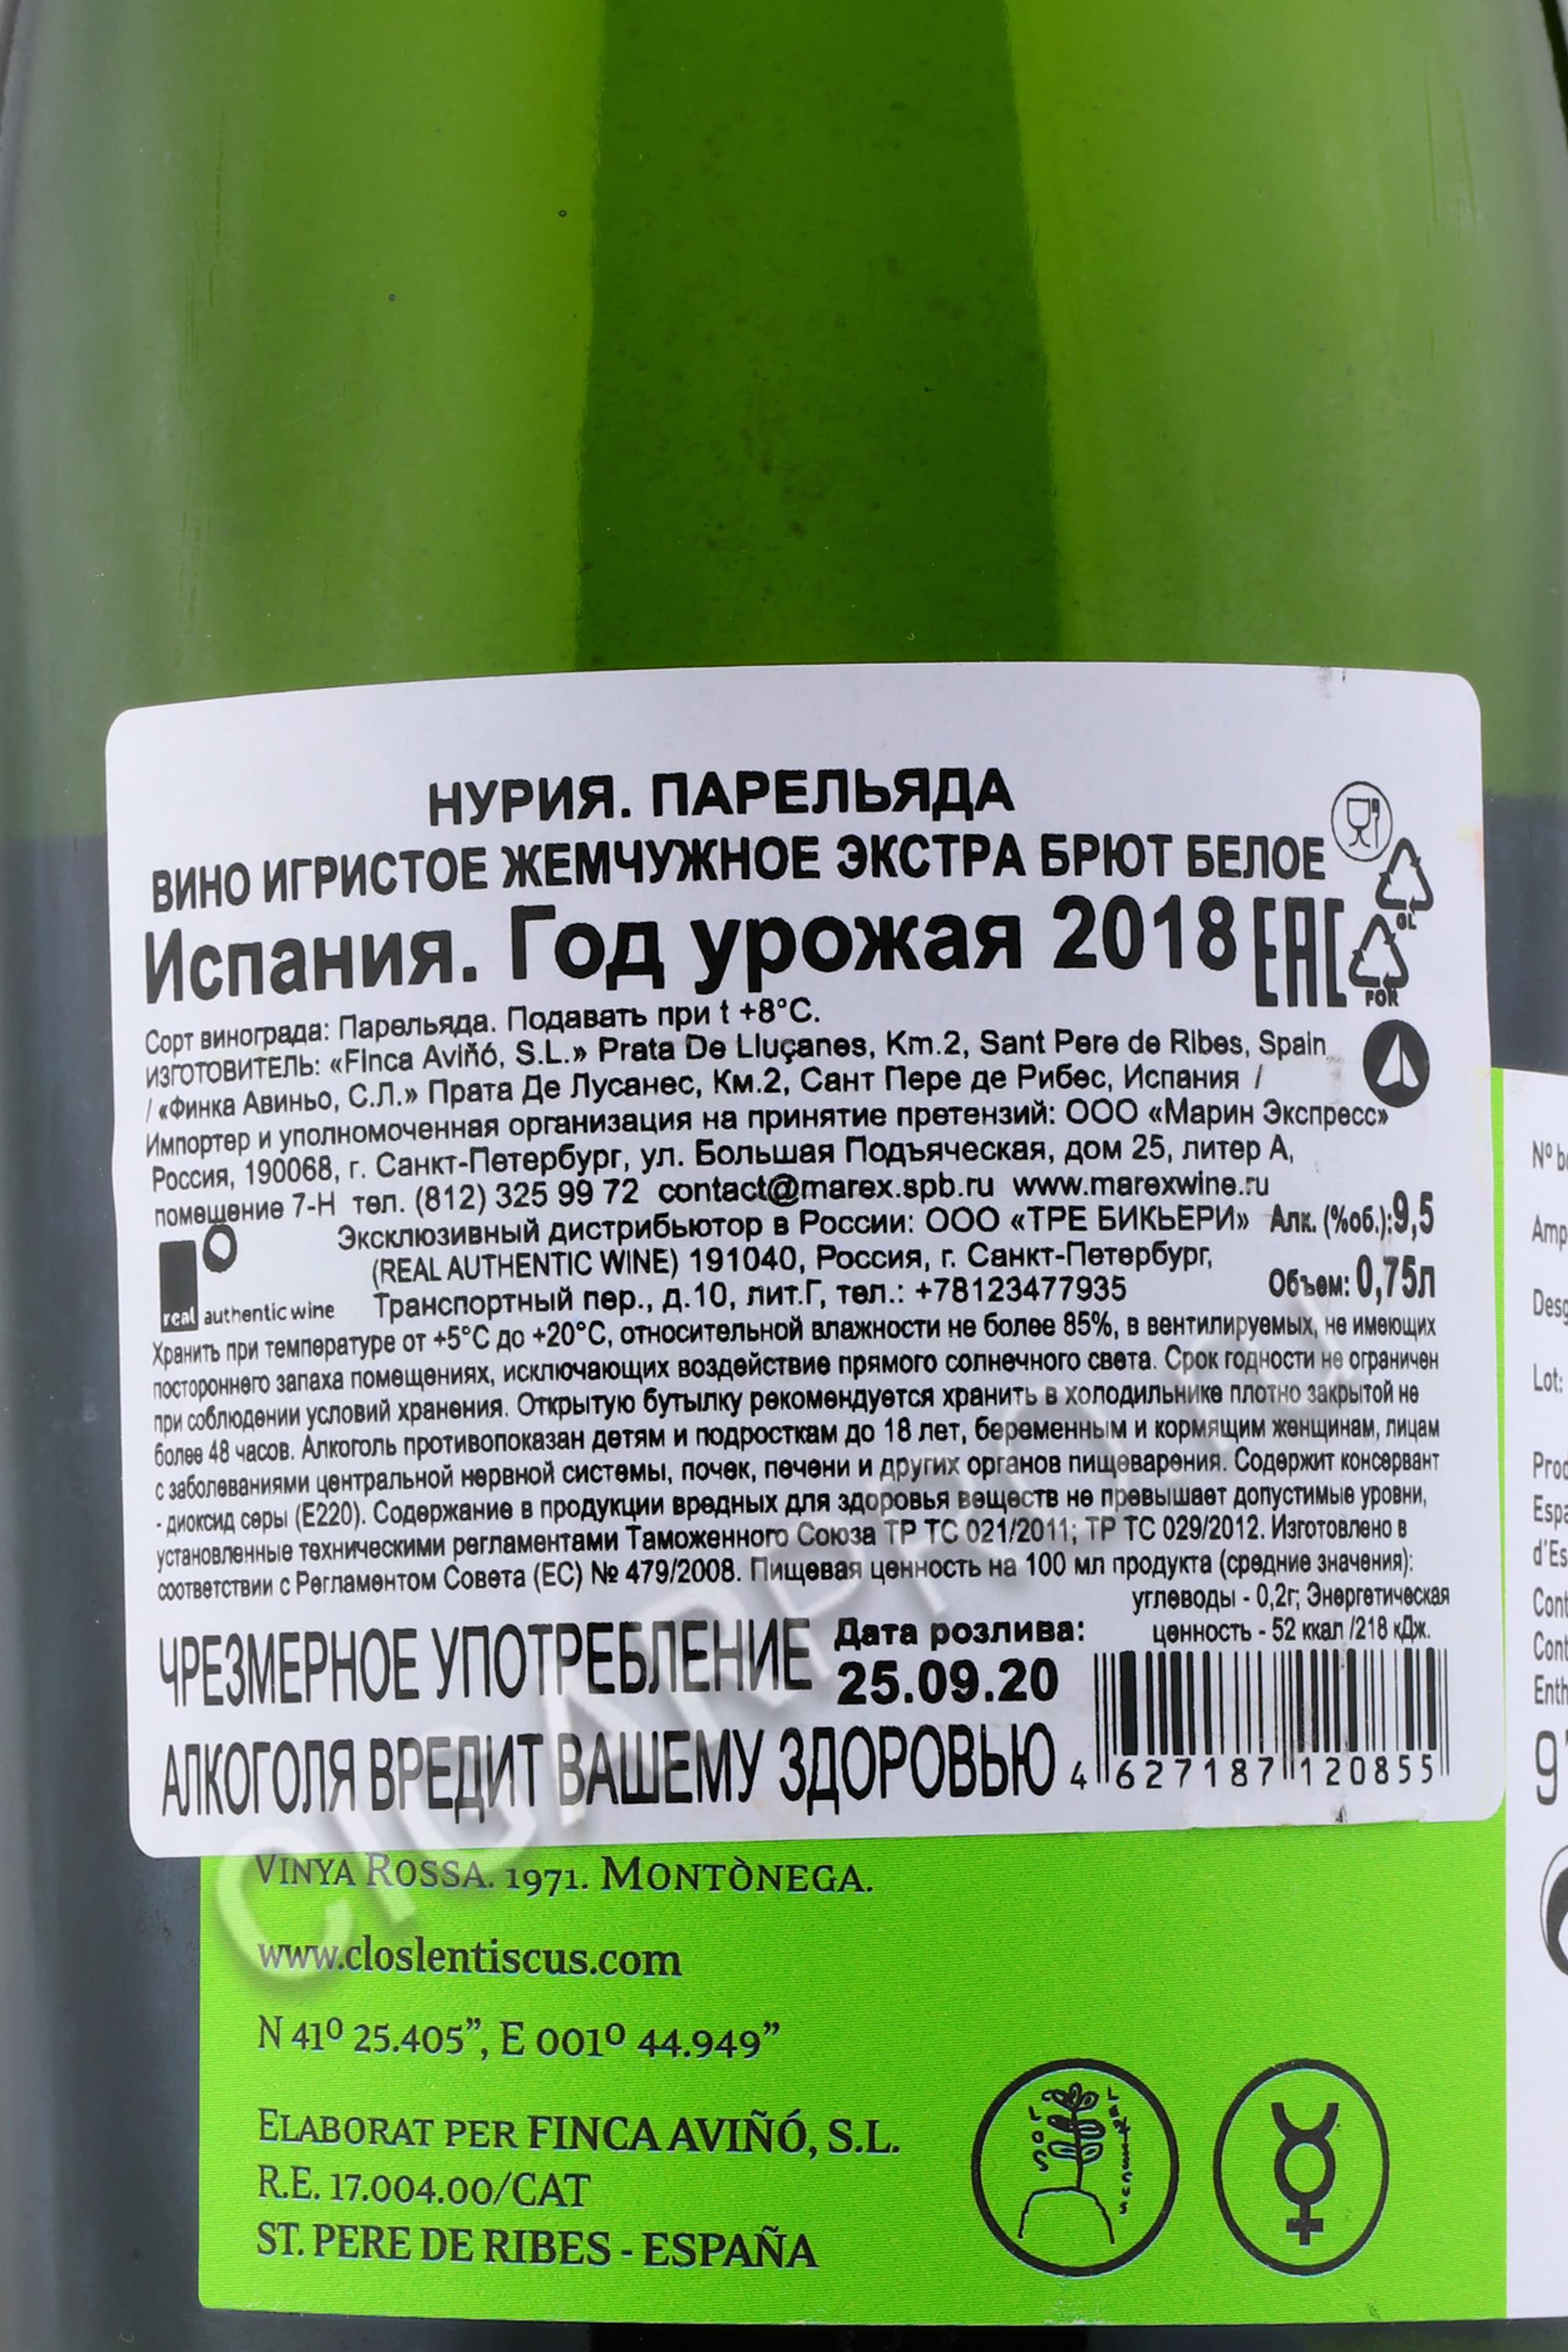 НУРИЯ. ПАРЕЛЬЯДА
ВИНО ИГРИСТОЕ ЖЕМЧУЖНОЕ ЭКСТРА БРЮТ БЕЛОЕ
Испания. Год урожая 2018 EAC
GL
FOR
Сорт винограда: Парельяда. Подавать при t +8°C.
ИЗГОТОВИТЕЛЬ: «Finca Aviñó, S.L.» Prata De Lluçanes, Km.2, Sant Pere de Ribes, Spain
/ «Финка Авиньо, С.Л.» Прата Де Лусанес, Км.2, Сант Пере де Рибес, Испания /
Импортер и уполномоченная организация на принятие претензий: ООО «Марин Экспресс»
Россия, 190068, г. Санкт-Петербург, ул. Большая Подъяческая, дом 25, литер А,
помещение 7-Н тел. (812) 325 99 72 contact@marex.spb.ru www.marexwine.ru
Эксклюзивный дистрибьютор в России: ООО «ТРЕ БИКЬЕРИ» Алк. (%об.):9,5
(REAL AUTHENTIC WINE) 191040, Россия, г. Санкт-Петербург,
Транспортный пер., д.10, лит.Г, тел.: +78123477935 Объем: 0,75л
real authentic wine
Хранить при температуре от +5°C до +20°C, относительной влажности не более 85%, в вентилируемых, не имеющих
постороннего запаха помещениях, исключающих воздействие прямого солнечного света. Срок годности не ограничен
при соблюдении условий хранения. Открытую бутылку рекомендуется хранить в холодильнике плотно закрытой не
более 48 часов. Алкоголь противопоказан детям и подросткам до 18 лет, беременным и кормящим женщинам, лицам
с заболеваниями центральной нервной системы, почек, печени и других органов пищеварения. Содержит консервант
- диоксид серы (E220). Содержание в продукции вредных для здоровья веществ не превышает допустимые уровни,
установленные техническими регламентами Таможенного Союза ТР ТС 021/2011; ТР ТС 029/2012. Изготовлено в
соответствии с Регламентом Совета (ЕС) № 479/2008. Пищевая ценность на 100 мл продукта (средние значения):
углеводы - 0,2г; Энергетическая
ценность - 52 ккал /218 кДж.
ЧРЕЗМЕРНОЕ УПОТРЕБЛЕНИЕ
АЛКОГОЛЯ ВРЕДИТ ВАШЕМУ ЗДОРОВЬЮ
Дата розлива:
25.09.20
4 627187 120855
CIGARPRO.ru
VINYA ROSSA. 1971. MONTÒNEGA.
www.closlentiscus.com
N 41º 25.405”, E 001º 44.949”
ELABORAT PER FINCA AVIÑÓ, S.L.
R.E. 17.004.00/CAT
ST. PERE DE RIBES - ESPAÑA
Nº
Lot: